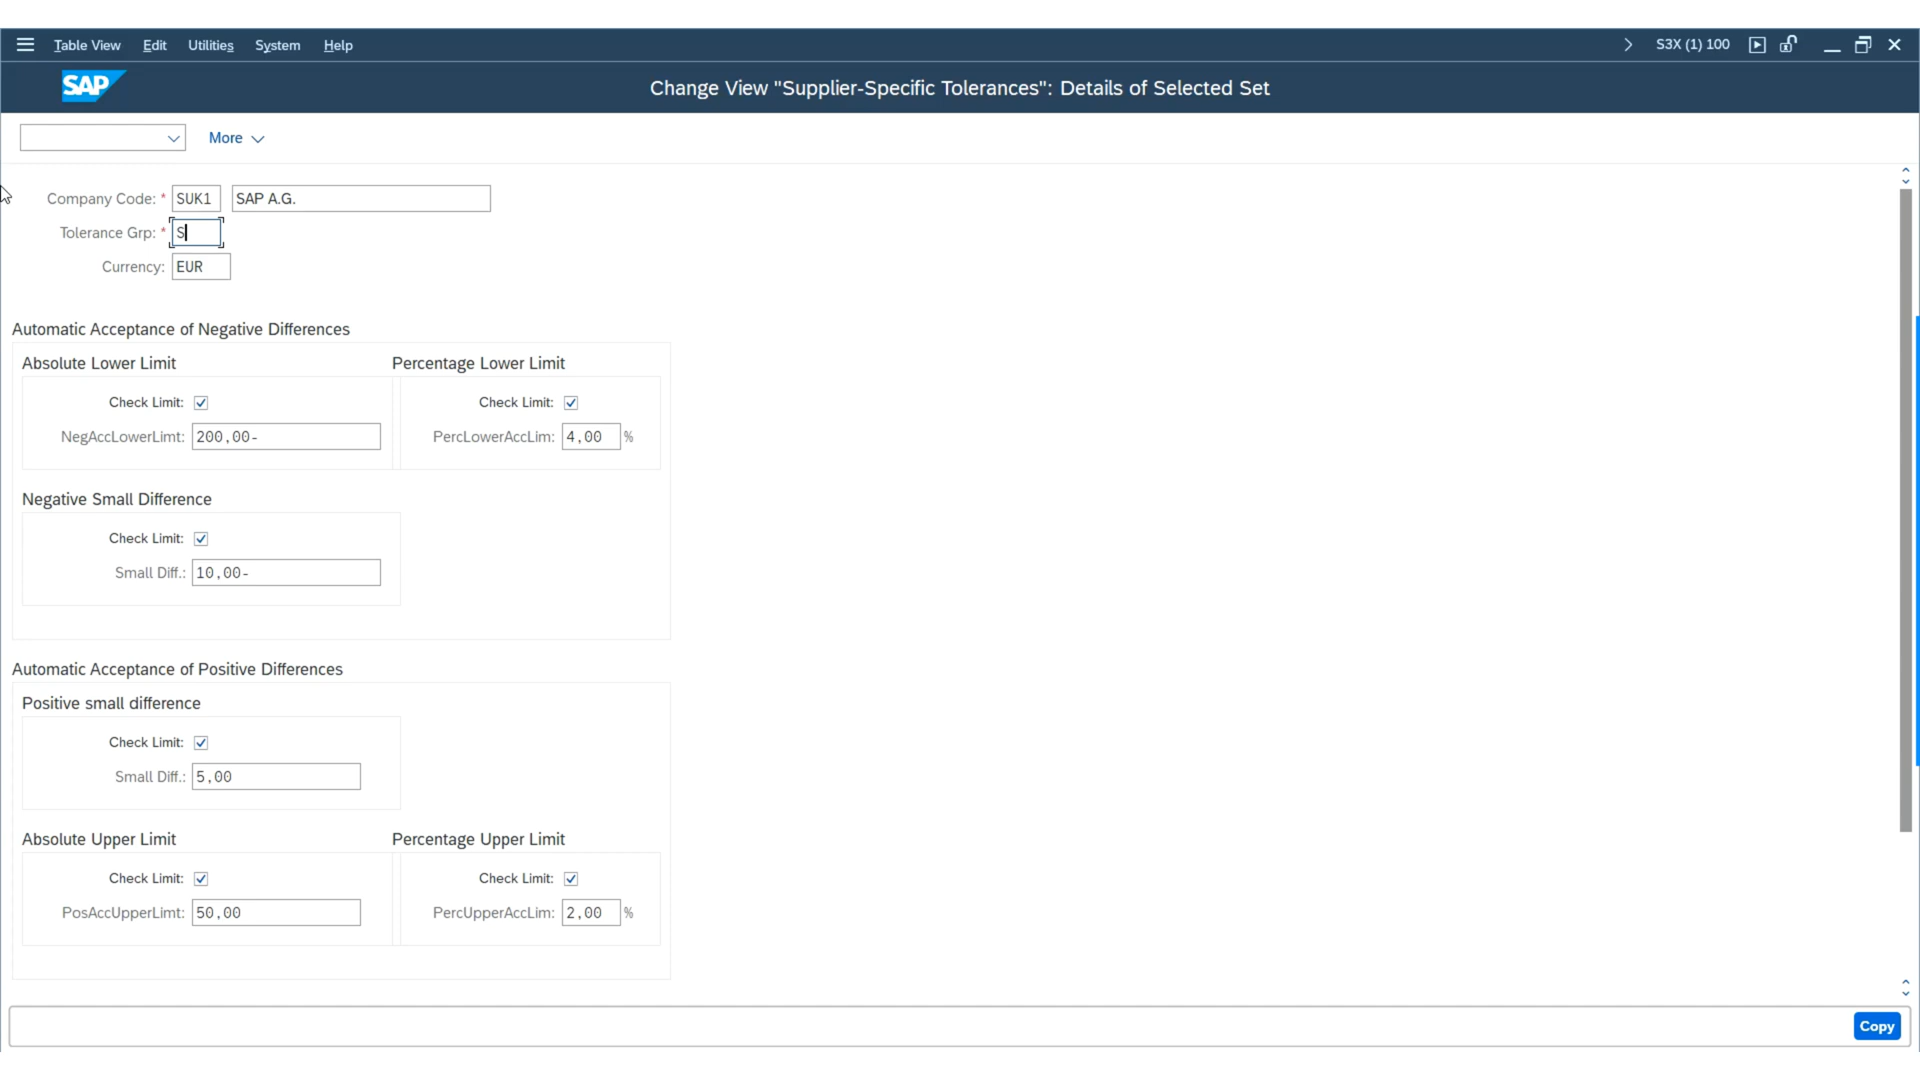 Table View Edit Utilities System Help S3X (1) 100
SAP Change View "Supplier-Specific Tolerances": Details of Selected Set
More
Company Code: * SUK1 SAP A.G.
Tolerance Grp: * S
Currency: EUR
Automatic Acceptance of Negative Differences
Absolute Lower Limit Percentage Lower Limit
Check Limit: Check Limit:
NegAccLowerLimt: 200,00- PercLowerAccLim: 4,00 %
Negative Small Difference
Check Limit:
Small Diff.: 10,00-
Automatic Acceptance of Positive Differences
Positive small difference
Check Limit:
Small Diff.: 5,00
Absolute Upper Limit Percentage Upper Limit
Check Limit: Check Limit:
PosAccUpperLimt: 50,00 PercUpperAccLim: 2,00 %
Copy